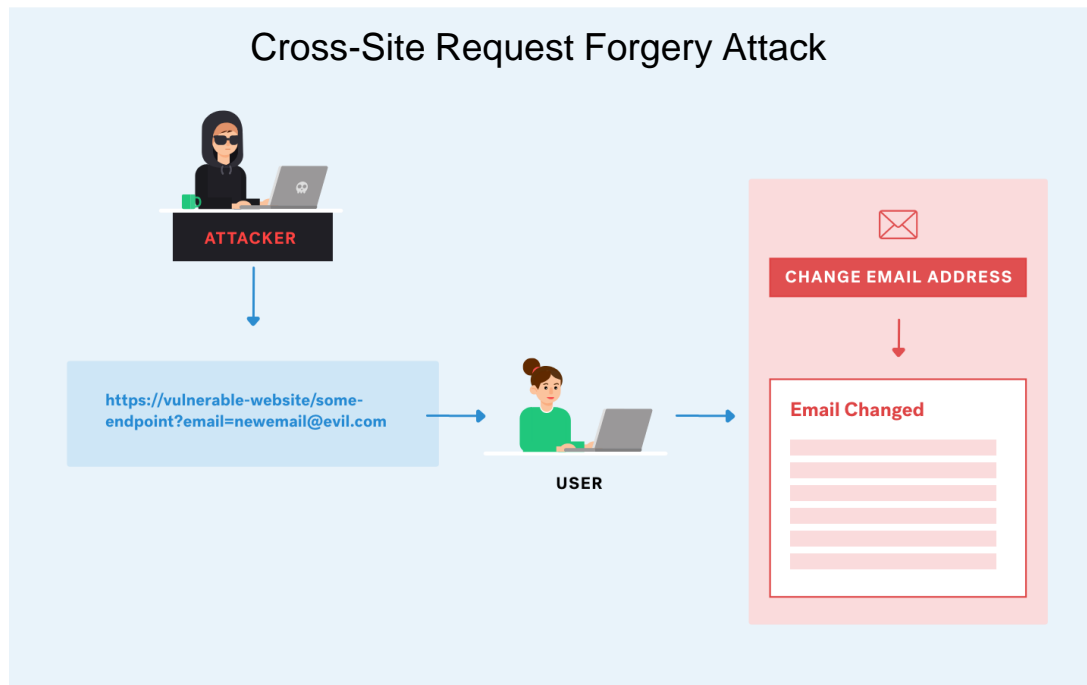 Cross-Site Request Forgery Attack
ATTACKER
https://vulnerable-website/some-
endpoint?email=newemail@evil.com
USER
CHANGE EMAIL ADDRESS
Email Changed